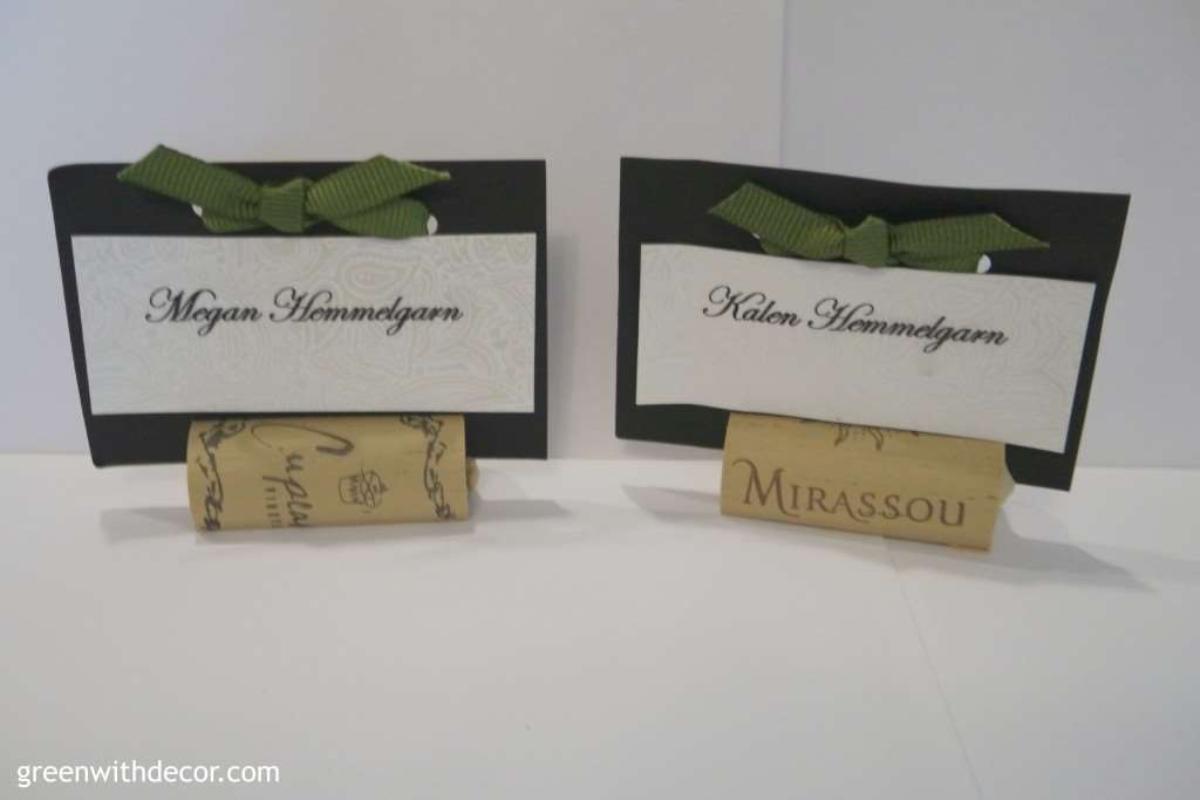 Megan Hemmelgarn
Kalen Hemmelgarn
MIRASSOU
greenwithdecor.com